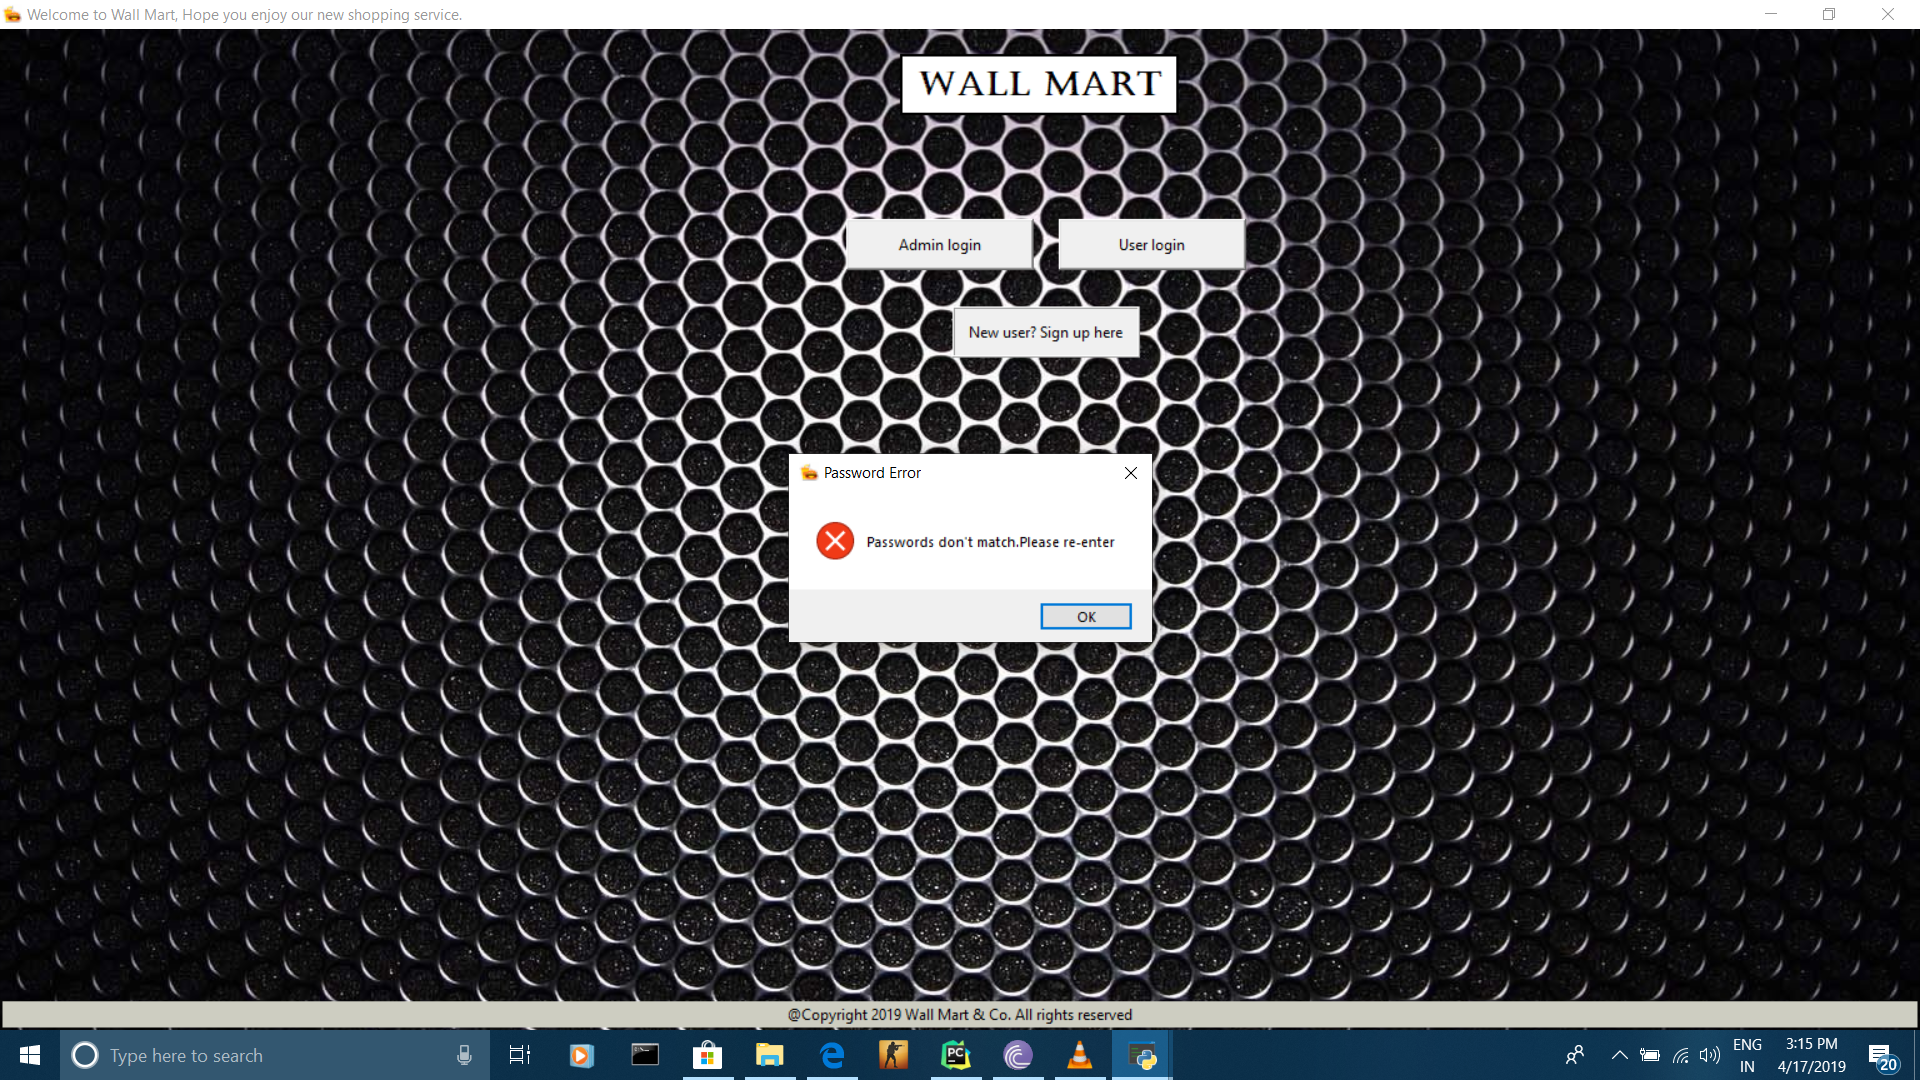 Welcome to Wall Mart, Hope you enjoy our new shopping service.
WALL MART
Admin login
User login
New user? Sign up here
Password Error
Passwords don't match.Please re-enter
OK
@Copyright 2019 Wall Mart & Co. All rights reserved
Type here to search
PC
ENG
IN
3:15 PM
4/17/2019
20